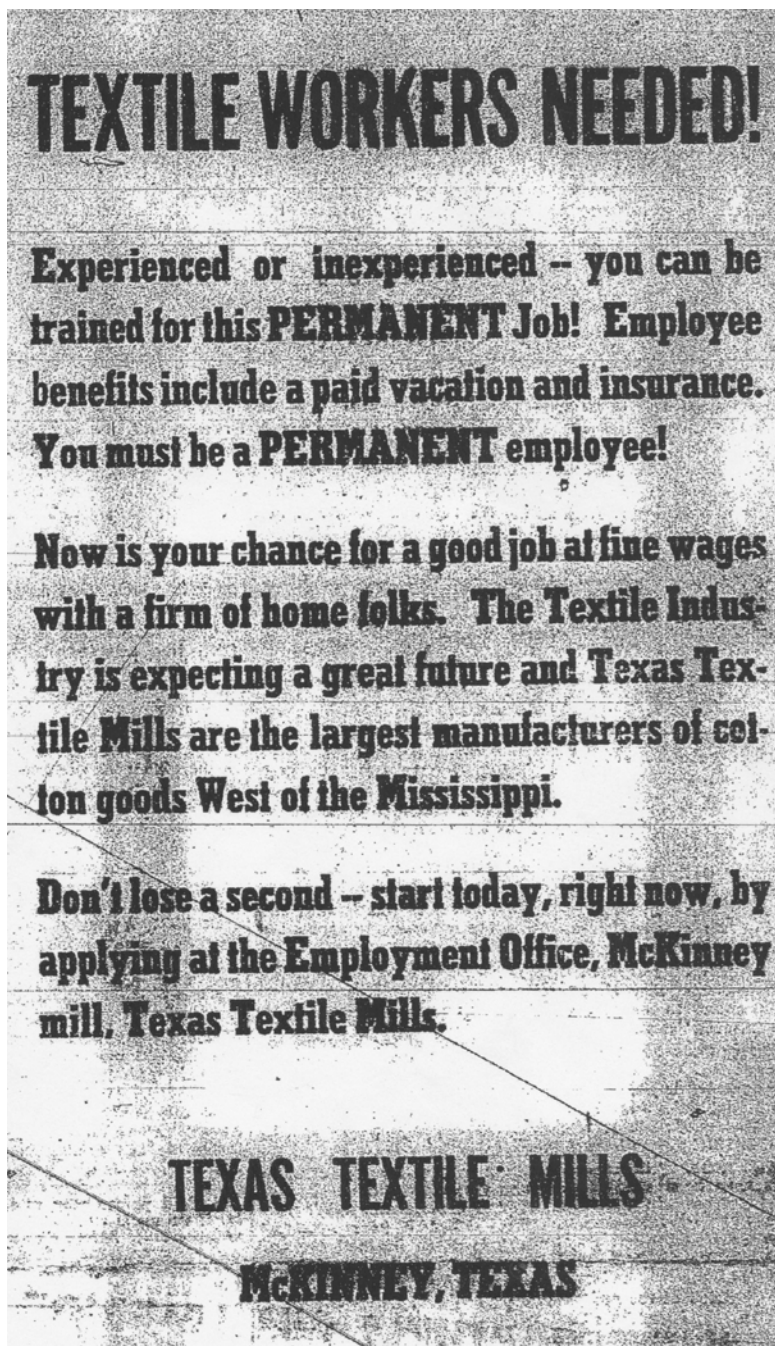 TEXTILE WORKERS NEEDED!
Experienced or inexperienced -- you can be
trained for this PERMANENT Job! Employee
benefits include a paid vacation and insurance.
You must be a PERMANENT employee!
Now is your chance for a good job at fine wages
with a firm of home folks. The Textile Indus-
try is expecting a great future and Texas Tex-
tile Mills are the largest manufacturers of cot-
ton goods West of the Mississippi.
Don't lose a second -- start today, right now, by
applying at the Employment Office, McKinney
mill, Texas Textile Mills.
TEXAS TEXTILE MILLS
McKINNEY, TEXAS